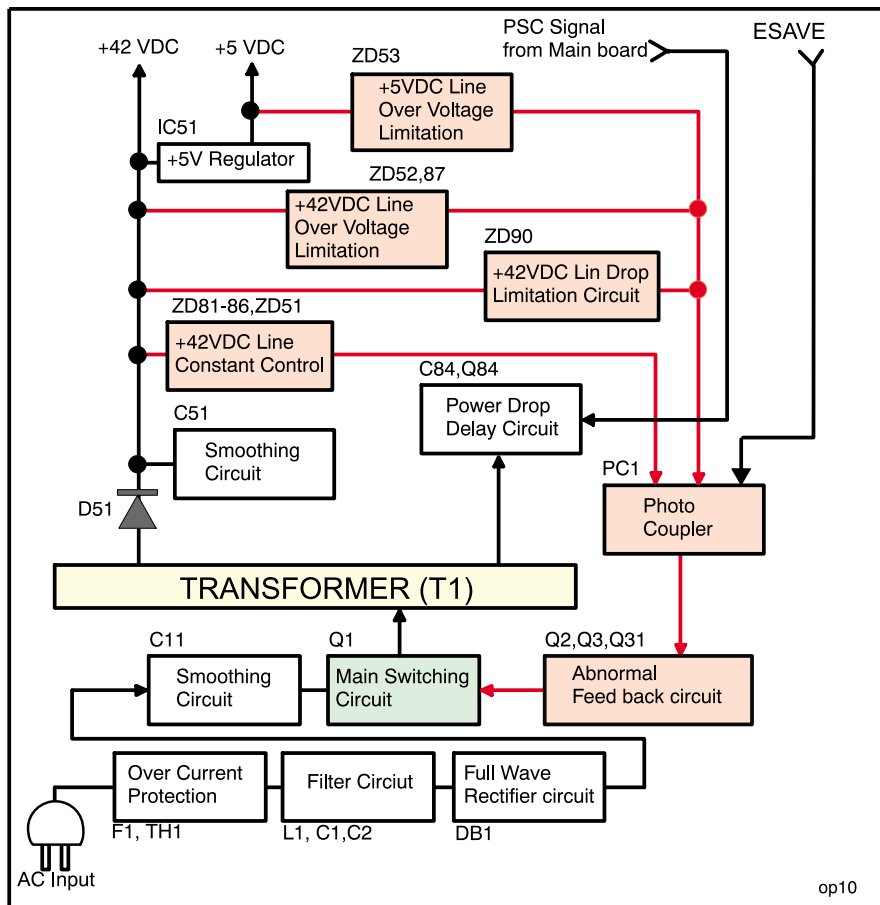 +42 VDC
+5 VDC
PSC Signal
from Main board
ESAVE
ZD53
+5VDC Line
Over Voltage
Limitation
IC51
+5V Regulator
ZD52,87
+42VDC Line
Over Voltage
Limitation
ZD90
+42VDC Lin Drop
Limitation Circuit
ZD81-86,ZD51
+42VDC Line
Constant Control
C84,Q84
Power Drop
Delay Circuit
C51
Smoothing
Circuit
D51
PC1
Photo
Coupler
TRANSFORMER (T1)
C11
Smoothing
Circuit
Q1
Main Switching
Circuit
Q2,Q3,Q31
Abnormal
Feed back circuit
Over Current
Protection
F1, TH1
Filter Circiut
L1, C1,C2
Full Wave
Rectifier circuit
DB1
AC Input
op10